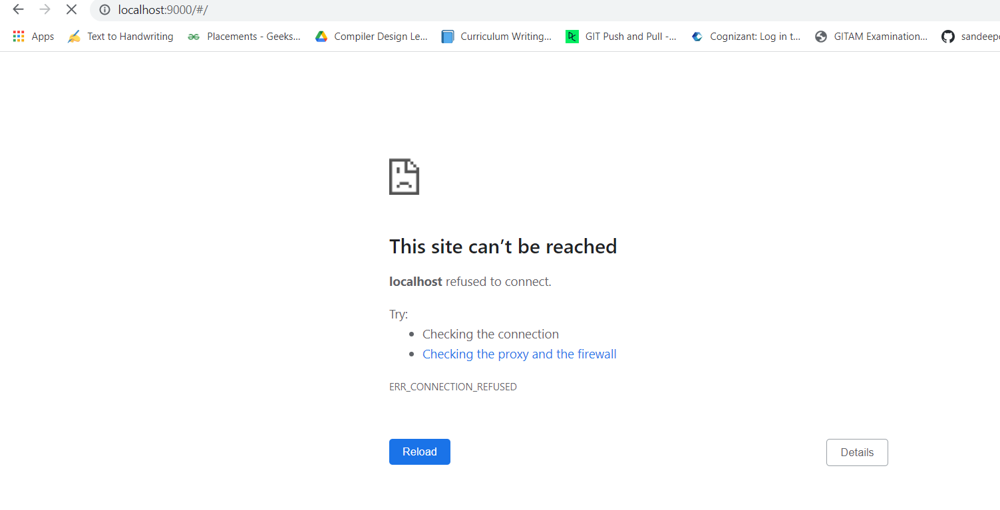 localhost:9000/#/
Apps Text to Handwriting Placements - Geeks... Compiler Design Le... Curriculum Writing... GIT Push and Pull -... Cognizant: Log in t... GITAM Examination... sandeep
This site can’t be reached
localhost refused to connect.
Try:
• Checking the connection
• Checking the proxy and the firewall
ERR_CONNECTION_REFUSED
Reload Details